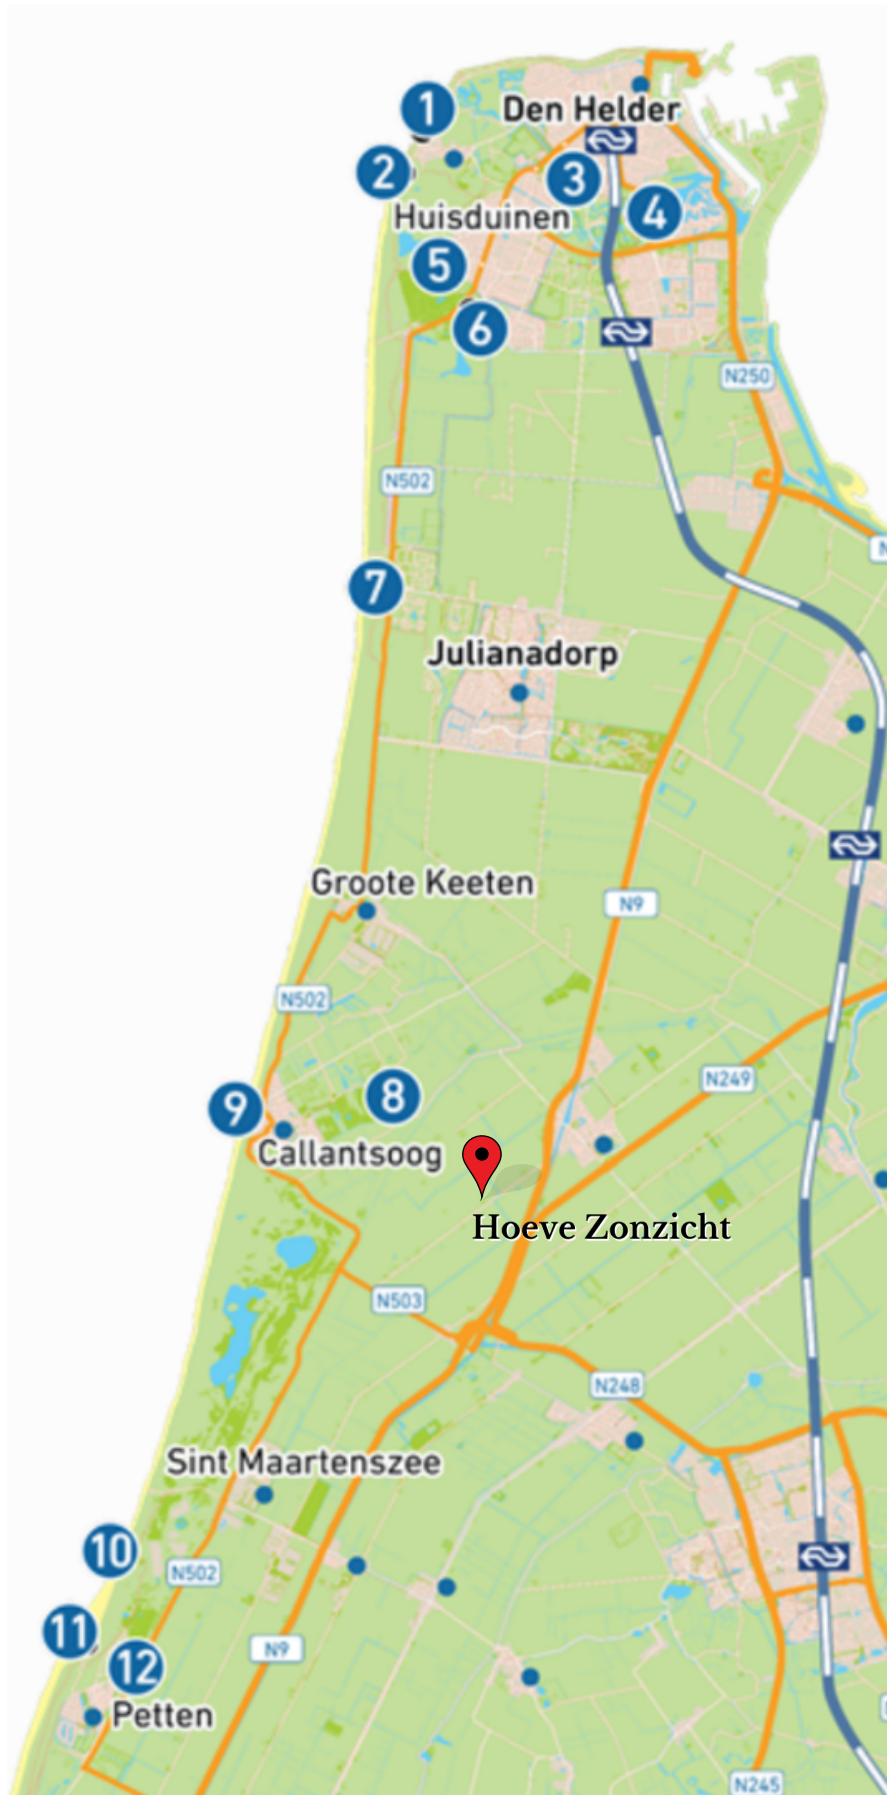 1
Den Helder
2
3
4
Huisduinen
5
6
N250
N502
N
7
Julianadorp
Groote Keeten
N9
N502
N249
8
9
Callantsoog
Hoeve Zonzicht
N503
N248
Sint Maartenszee
10
N502
11
N9
12
Petten
N245